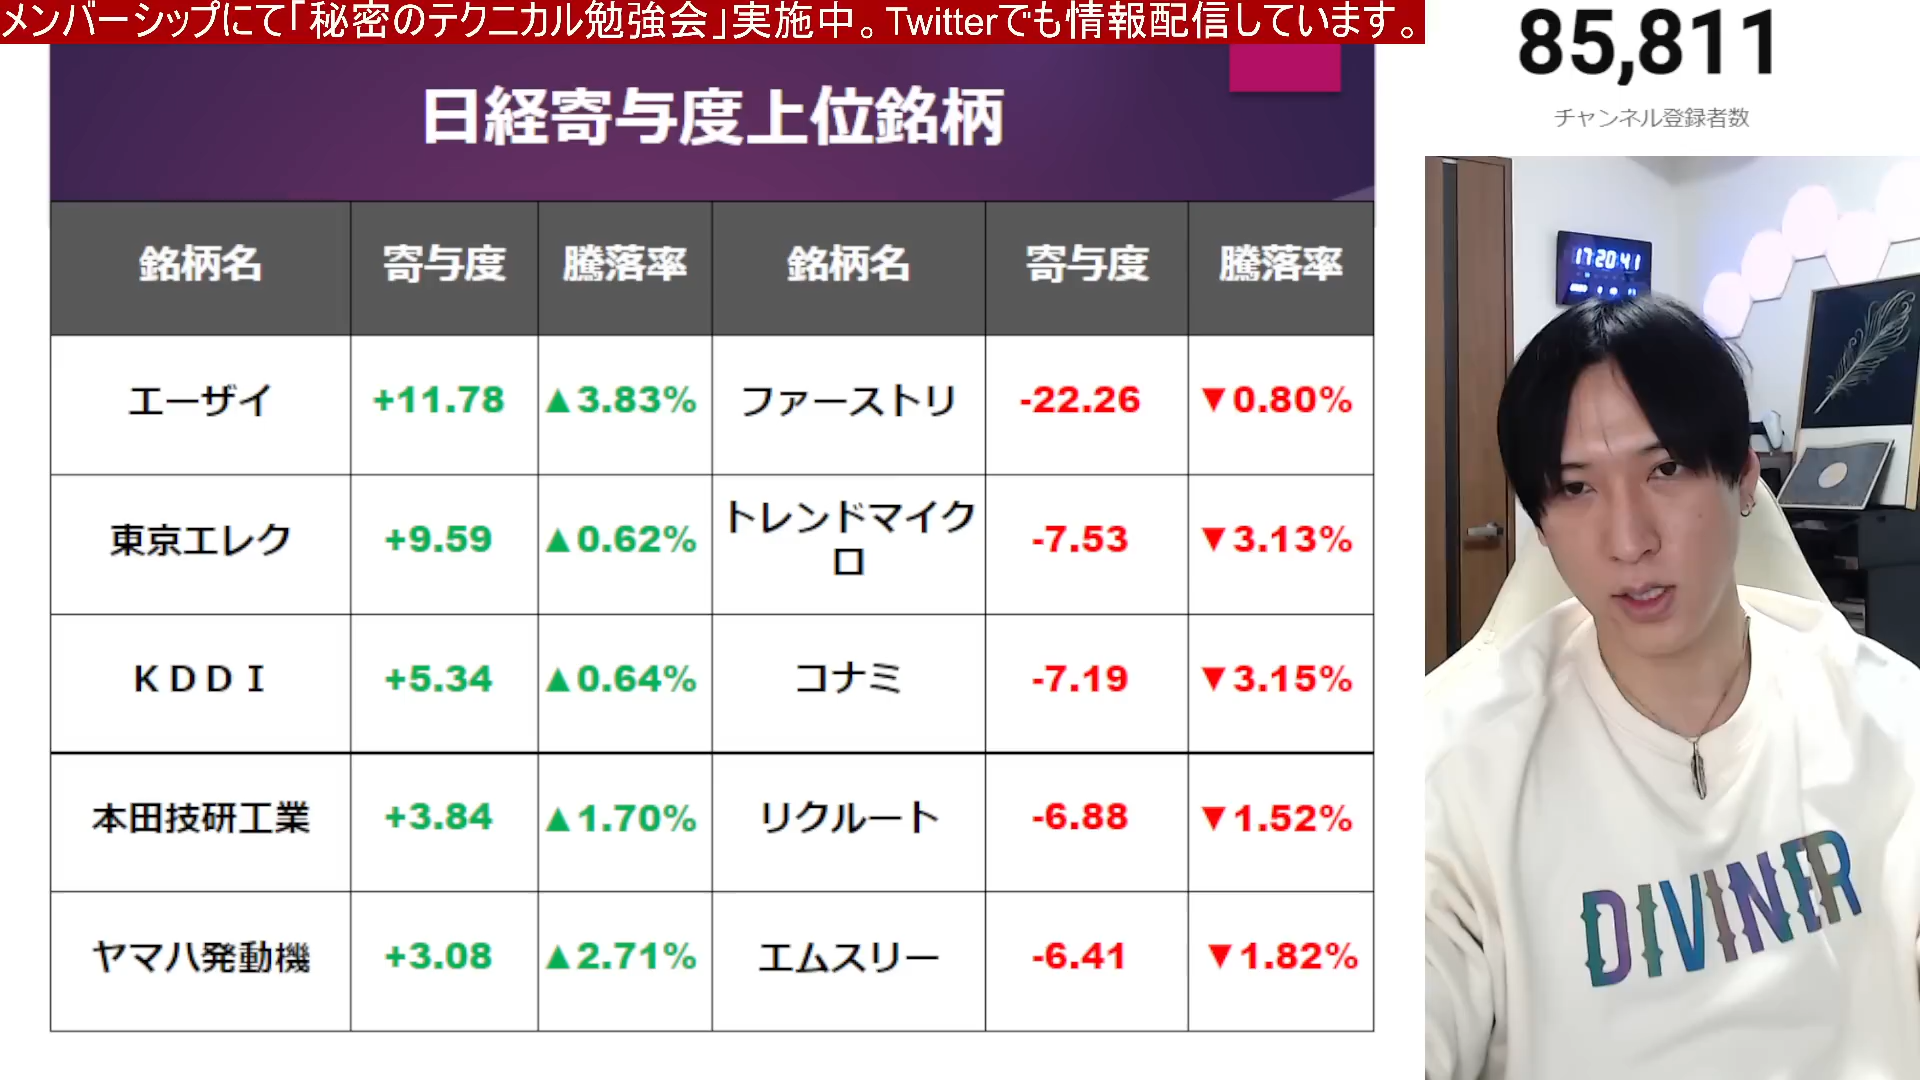 メンバーシップにて「秘密のテクニカル勉強会」実施中。Twitterでも情報配信しています。
85,811
チャンネル登録者数
日経寄与度上位銘柄
銘柄名 寄与度 騰落率 銘柄名 寄与度 騰落率
エーザイ +11.78 ▲3.83% ファーストリ -22.26 ▼0.80%
東京エレク +9.59 ▲0.62% トレンドマイク
ロ -7.53 ▼3.13%
ＫＤＤＩ +5.34 ▲0.64% コナミ -7.19 ▼3.15%
本田技研工業 +3.84 ▲1.70% リクルート -6.88 ▼1.52%
ヤマハ発動機 +3.08 ▲2.71% エムスリー -6.41 ▼1.82%
17:20:41
DIVINER